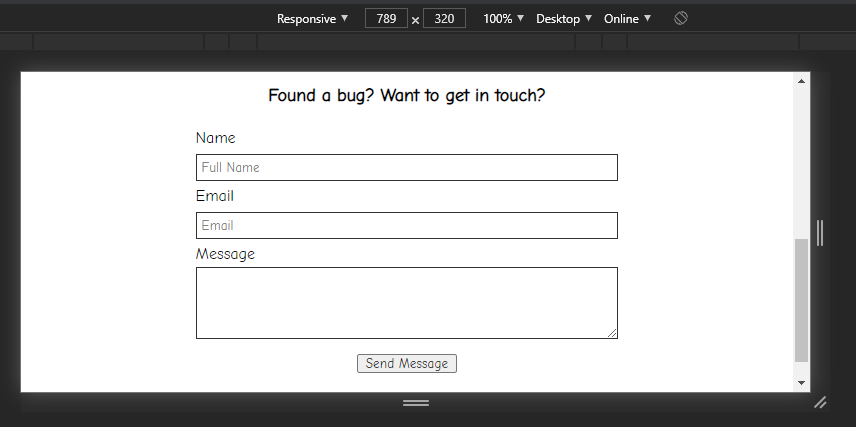 Responsive ▼ 789 × 320 100% ▼ Desktop ▼ Online ▼
Found a bug? Want to get in touch?
Name
Full Name
Email
Email
Message
Send Message